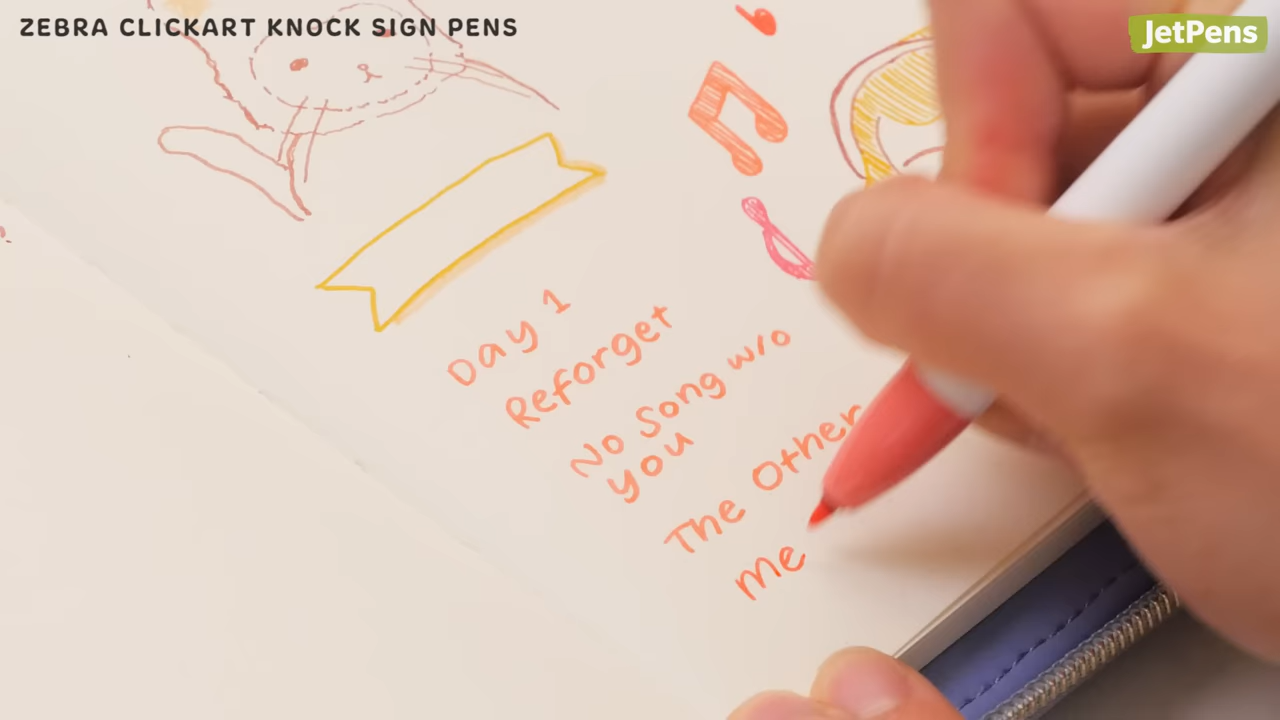 ZEBRA CLICKART KNOCK SIGN PENS
JetPens
Day 1
Reforget
No Song w/o
you
The Other
me